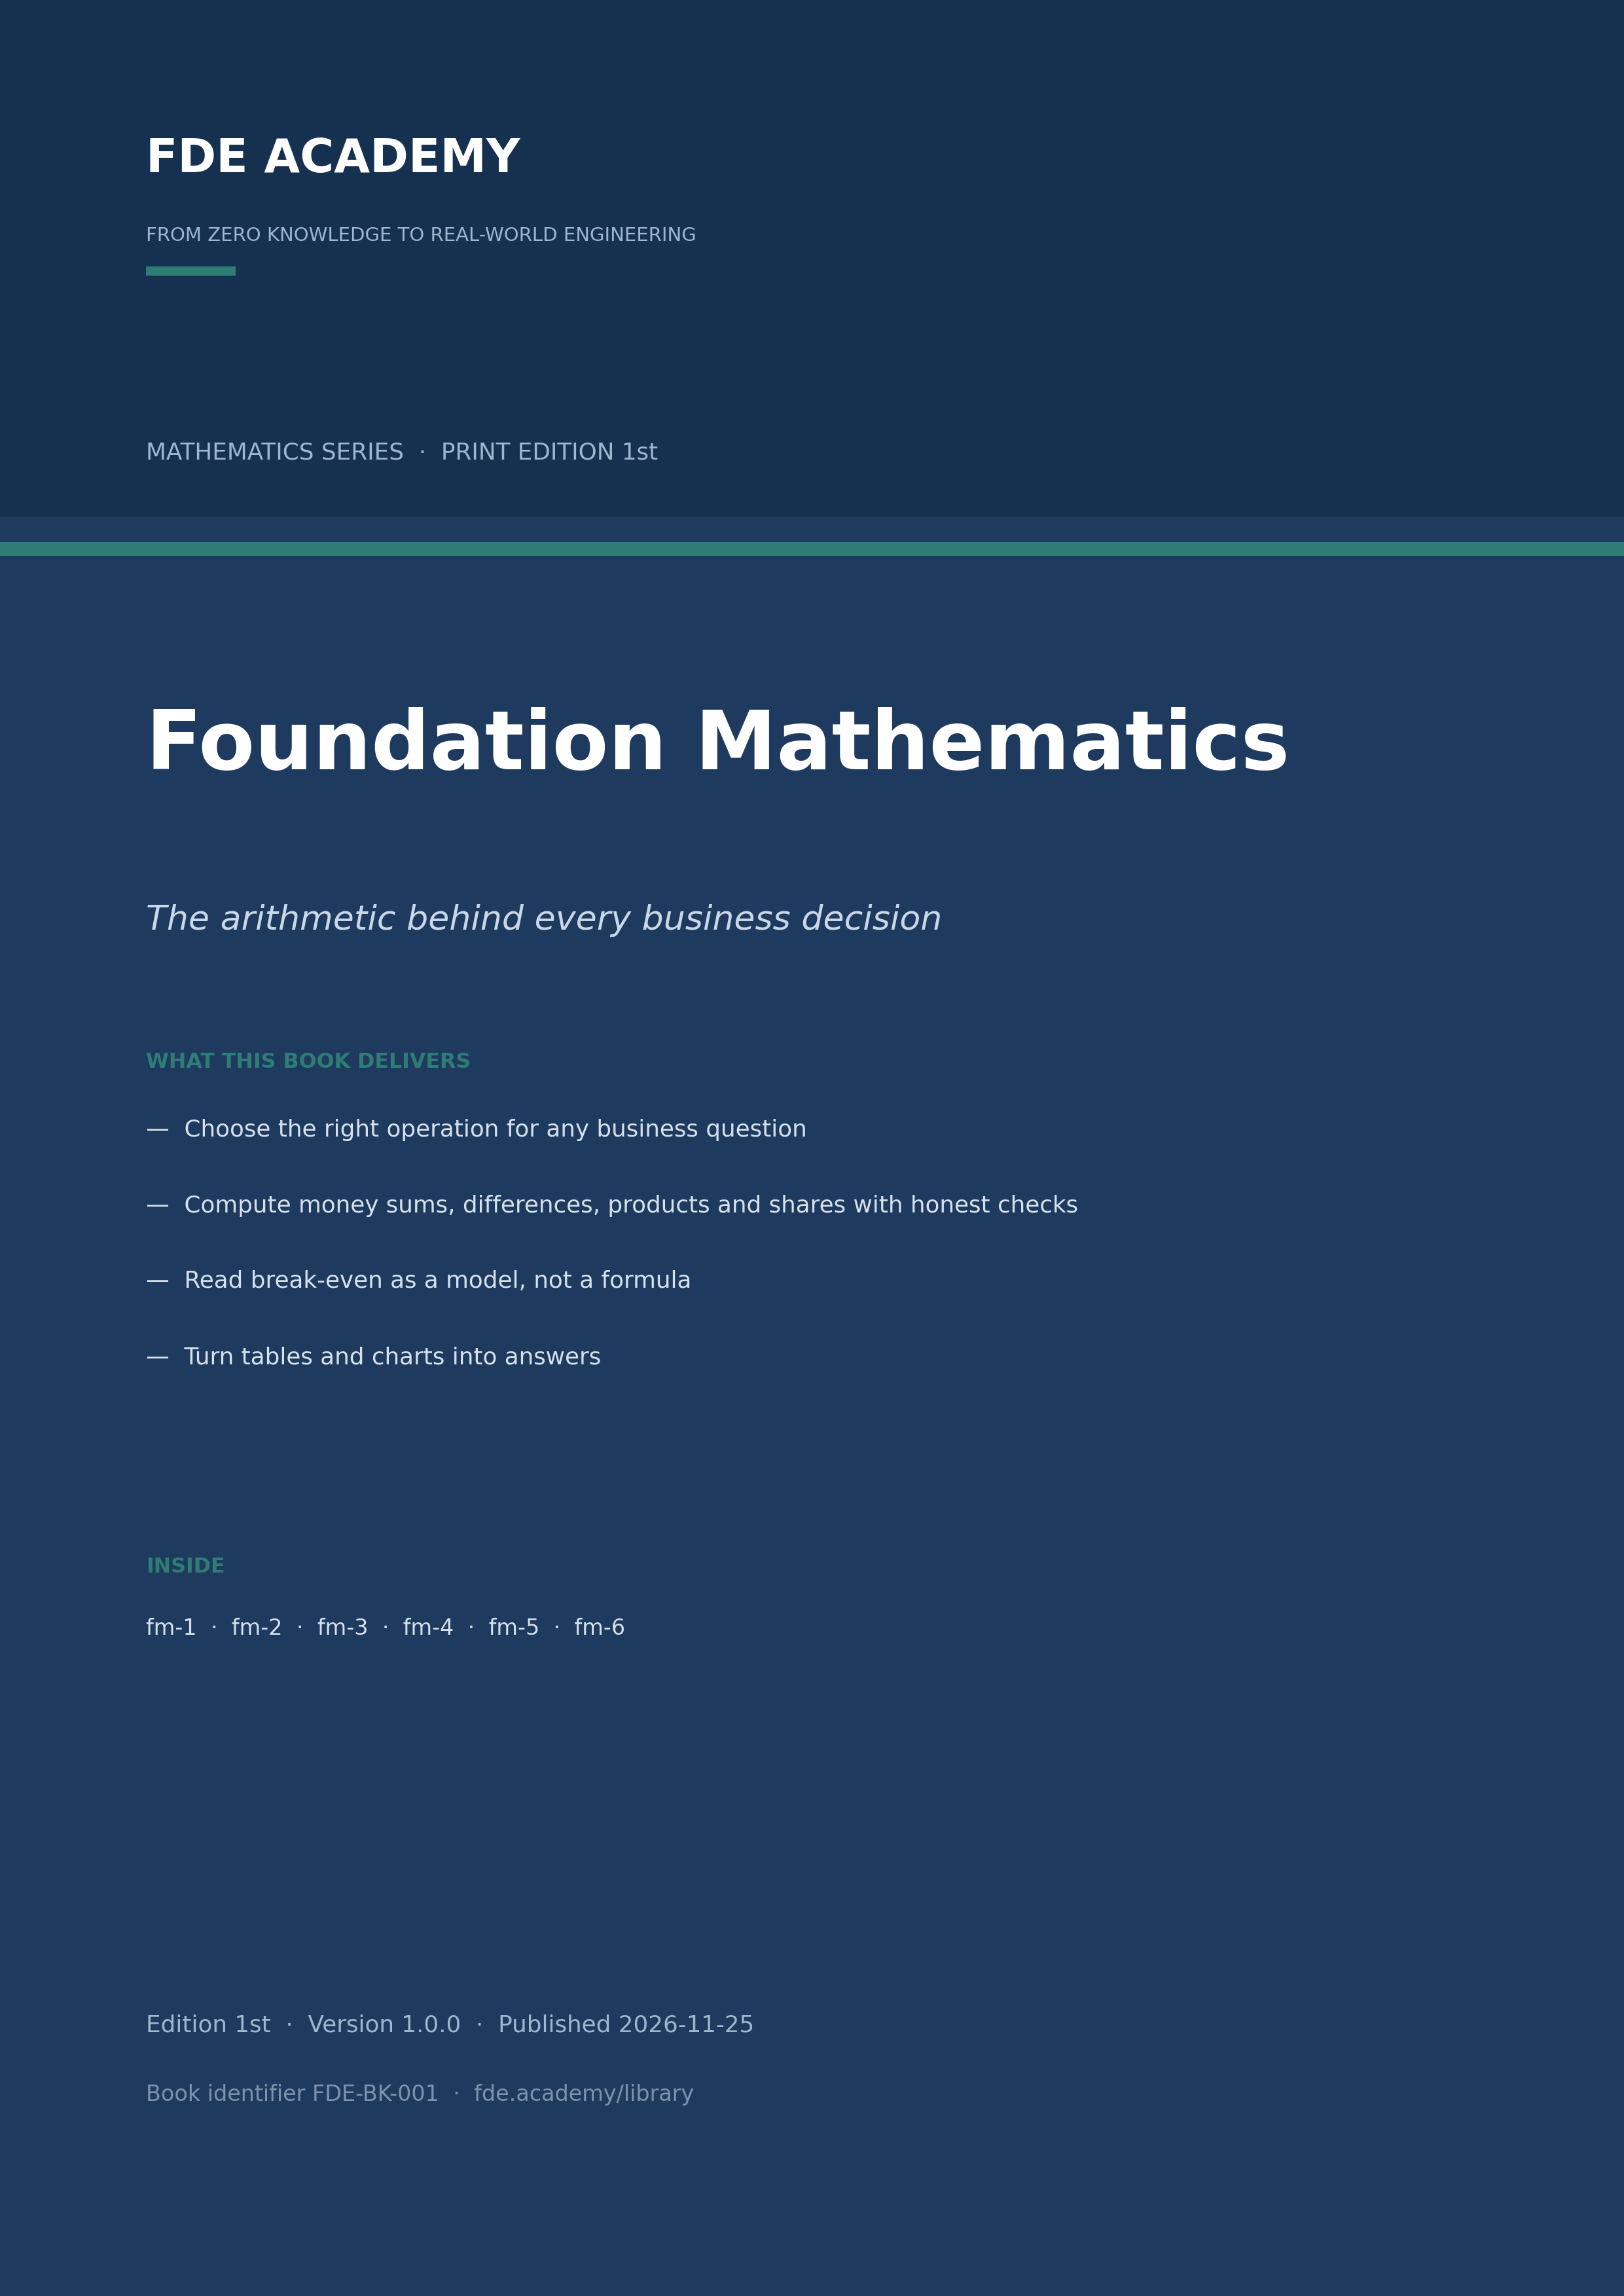 FDE ACADEMY
FROM ZERO KNOWLEDGE TO REAL-WORLD ENGINEERING
MATHEMATICS SERIES · PRINT EDITION 1st
Foundation Mathematics
The arithmetic behind every business decision
WHAT THIS BOOK DELIVERS
— Choose the right operation for any business question
— Compute money sums, differences, products and shares with honest checks
— Read break-even as a model, not a formula
— Turn tables and charts into answers
INSIDE
fm-1 · fm-2 · fm-3 · fm-4 · fm-5 · fm-6
Edition 1st · Version 1.0.0 · Published 2026-11-25
Book identifier FDE-BK-001 · fde.academy/library